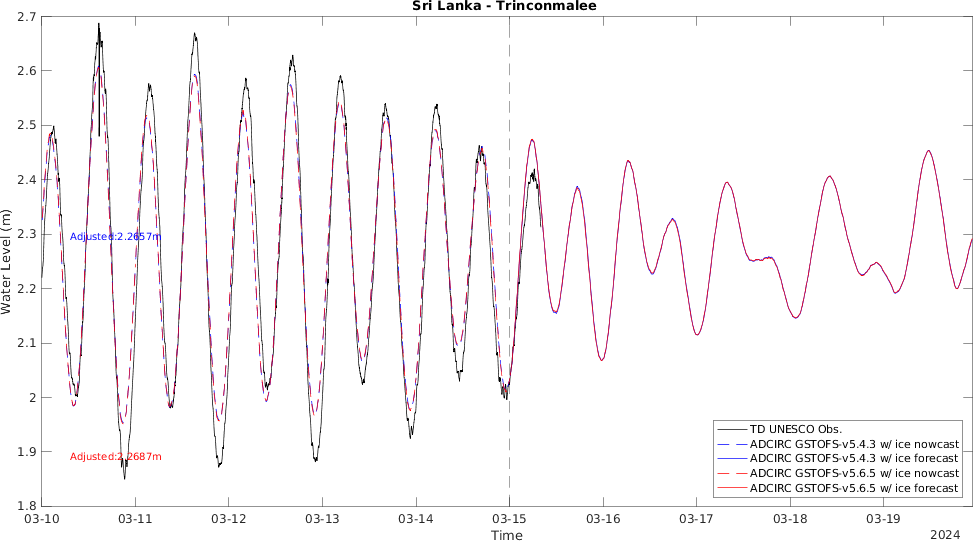 Sri Lanka - Trinconmalee
2.7
2.6
2.5
2.4
2.3
2.2
2.1
2
1.9
1.8
Water Level (m)
Adjusted:2.2657m
Adjusted:2.2687m
TD UNESCO Obs.
ADCIRC GSTOFS-v5.4.3 w/ ice nowcast
ADCIRC GSTOFS-v5.4.3 w/ ice forecast
ADCIRC GSTOFS-v5.6.5 w/ ice nowcast
ADCIRC GSTOFS-v5.6.5 w/ ice forecast
03-10 03-11 03-12 03-13 03-14 03-15 03-16 03-17 03-18 03-19
Time
2024